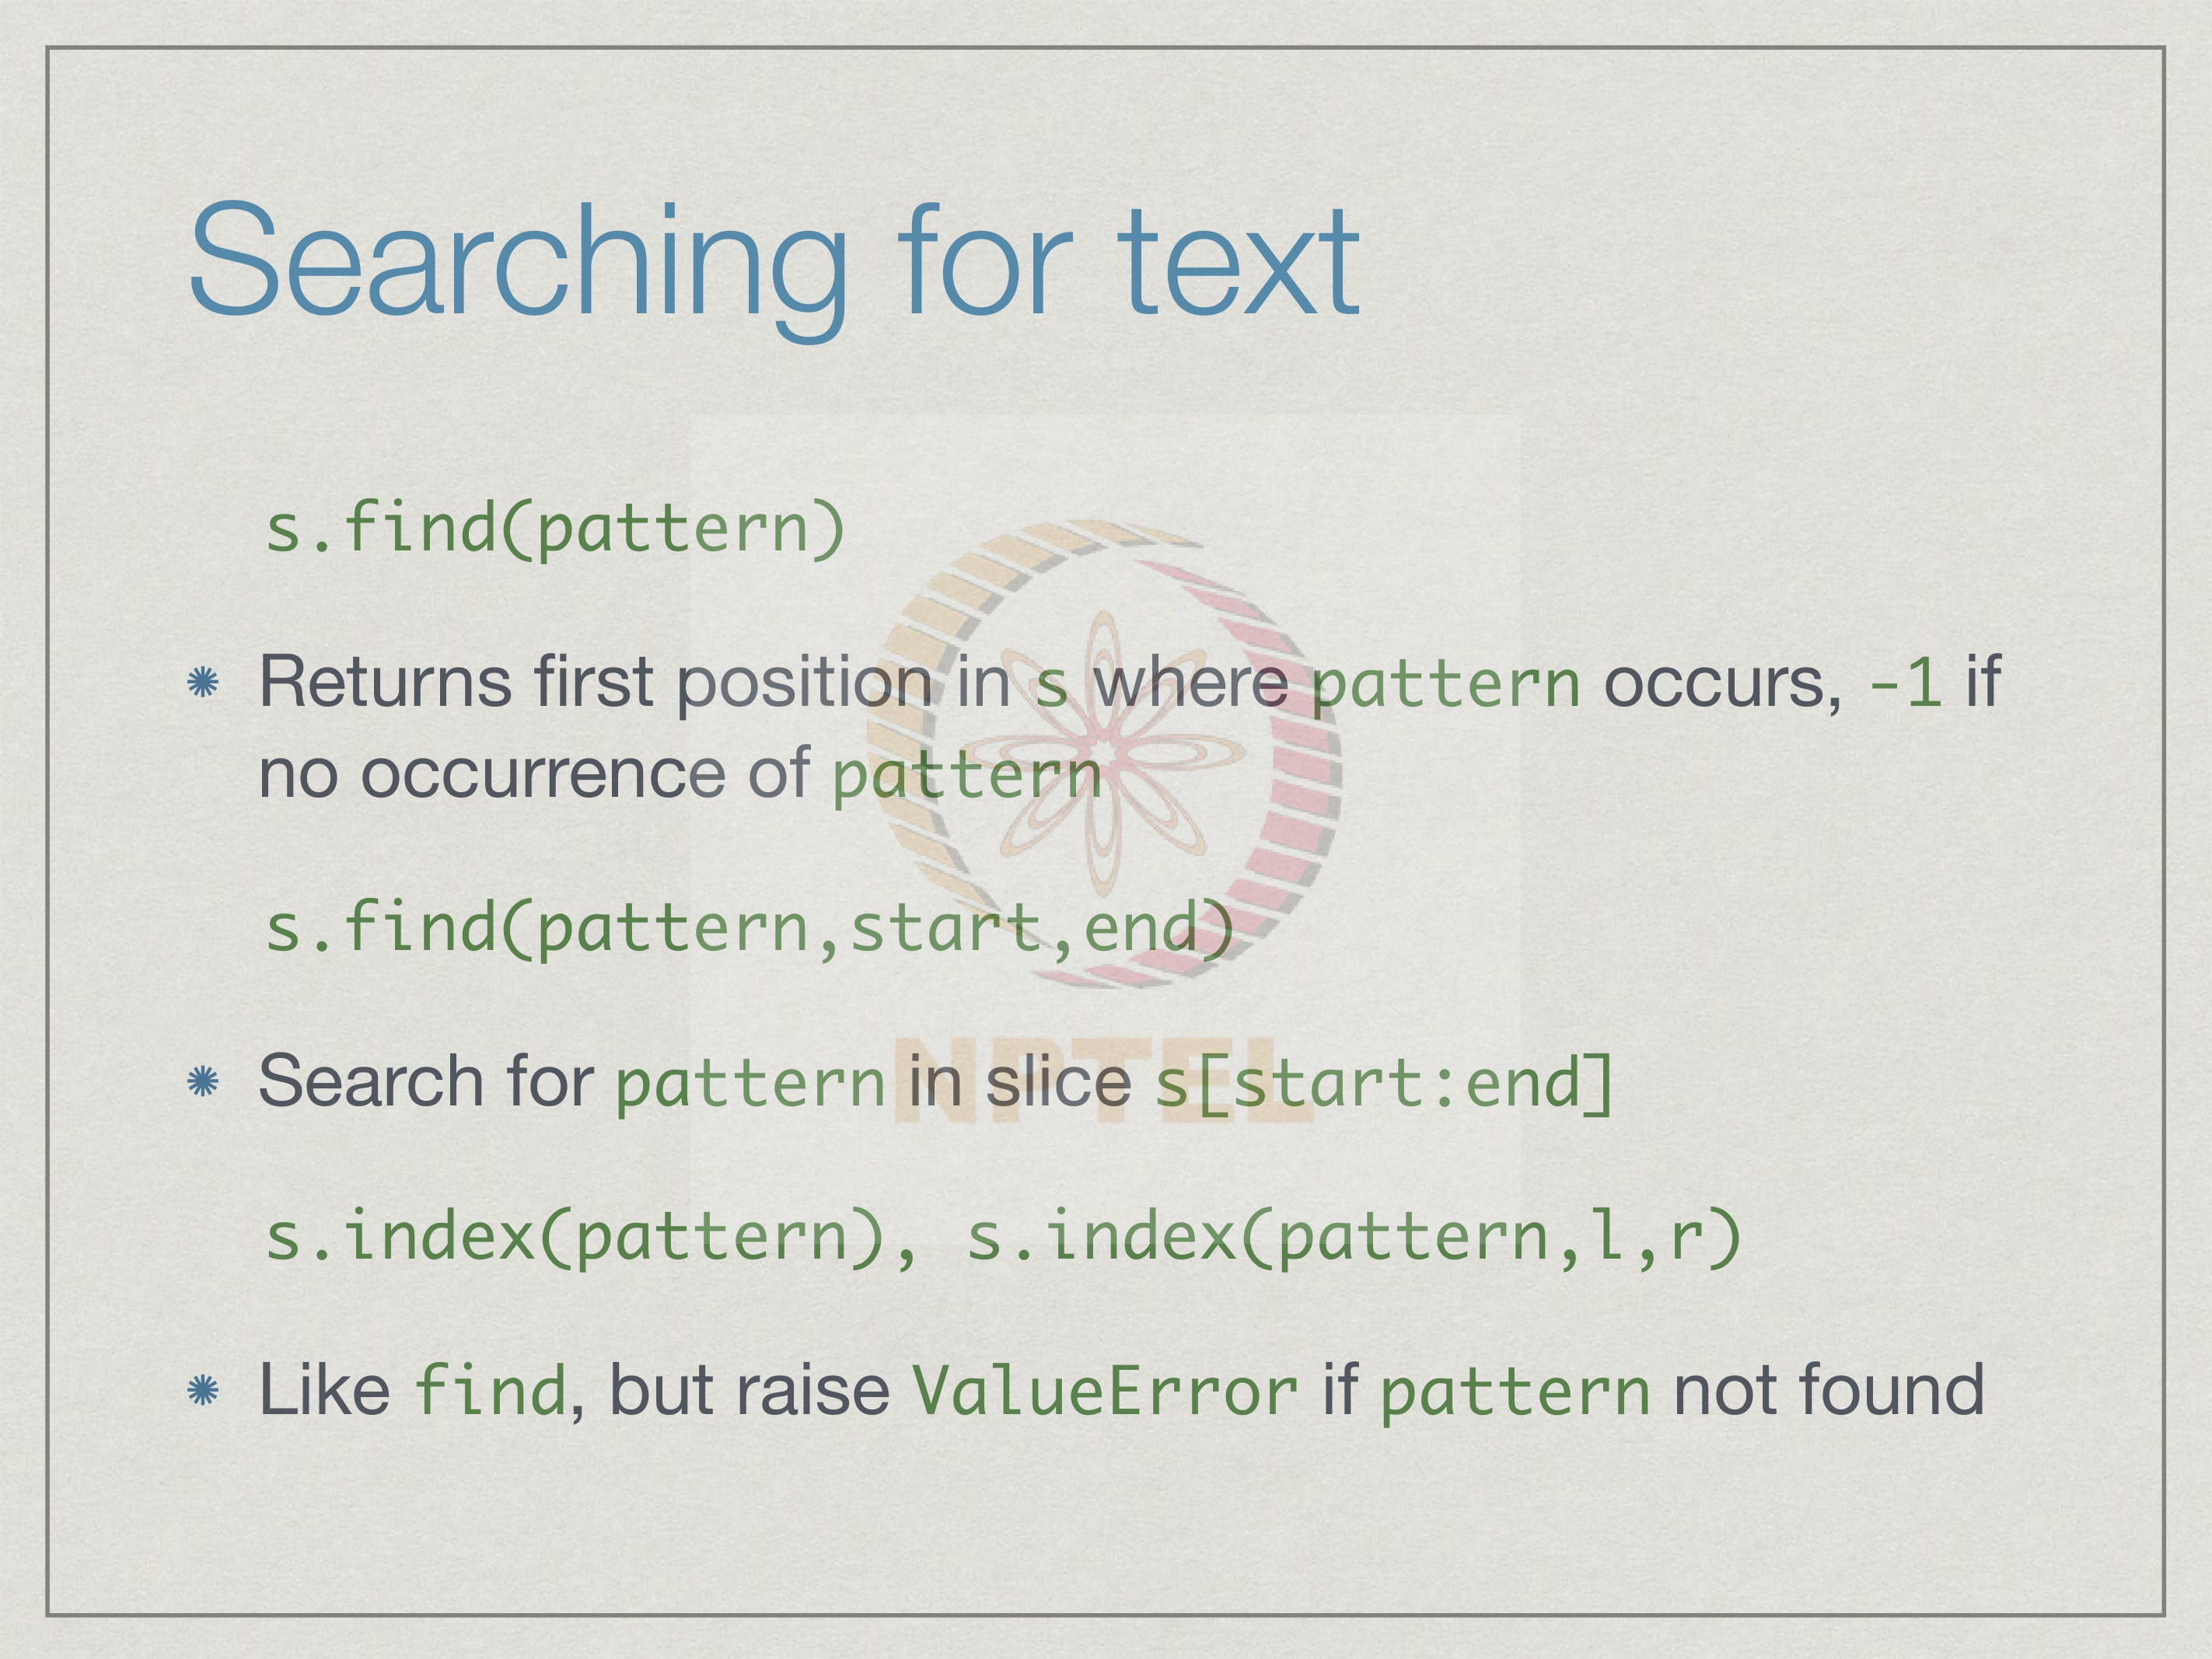 Searching for text
s.find(pattern)
Returns first position in s where pattern occurs, -1 if
no occurrence of pattern
s.find(pattern,start,end)
Search for pattern in slice s[start:end]
NPTEL
s.index(pattern), s.index(pattern,l,r)
Like find, but raise ValueError if pattern not found